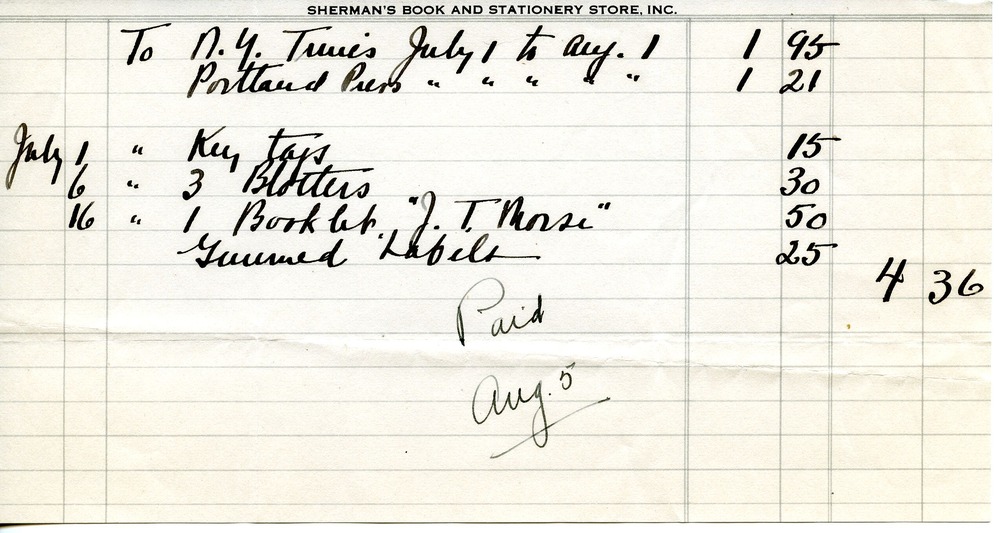 SHERMAN'S BOOK AND STATIONERY STORE, INC.
To N.Y. Times July 1 to Aug. 1 1 95
Portland Press " " " " " 1 21
July 1 " Key tags 15
6 " 3 Blotters 30
16 " 1 Booklet "J. T. Morse" 50
Gummed Labels 25
4 36
Paid
Aug. 5